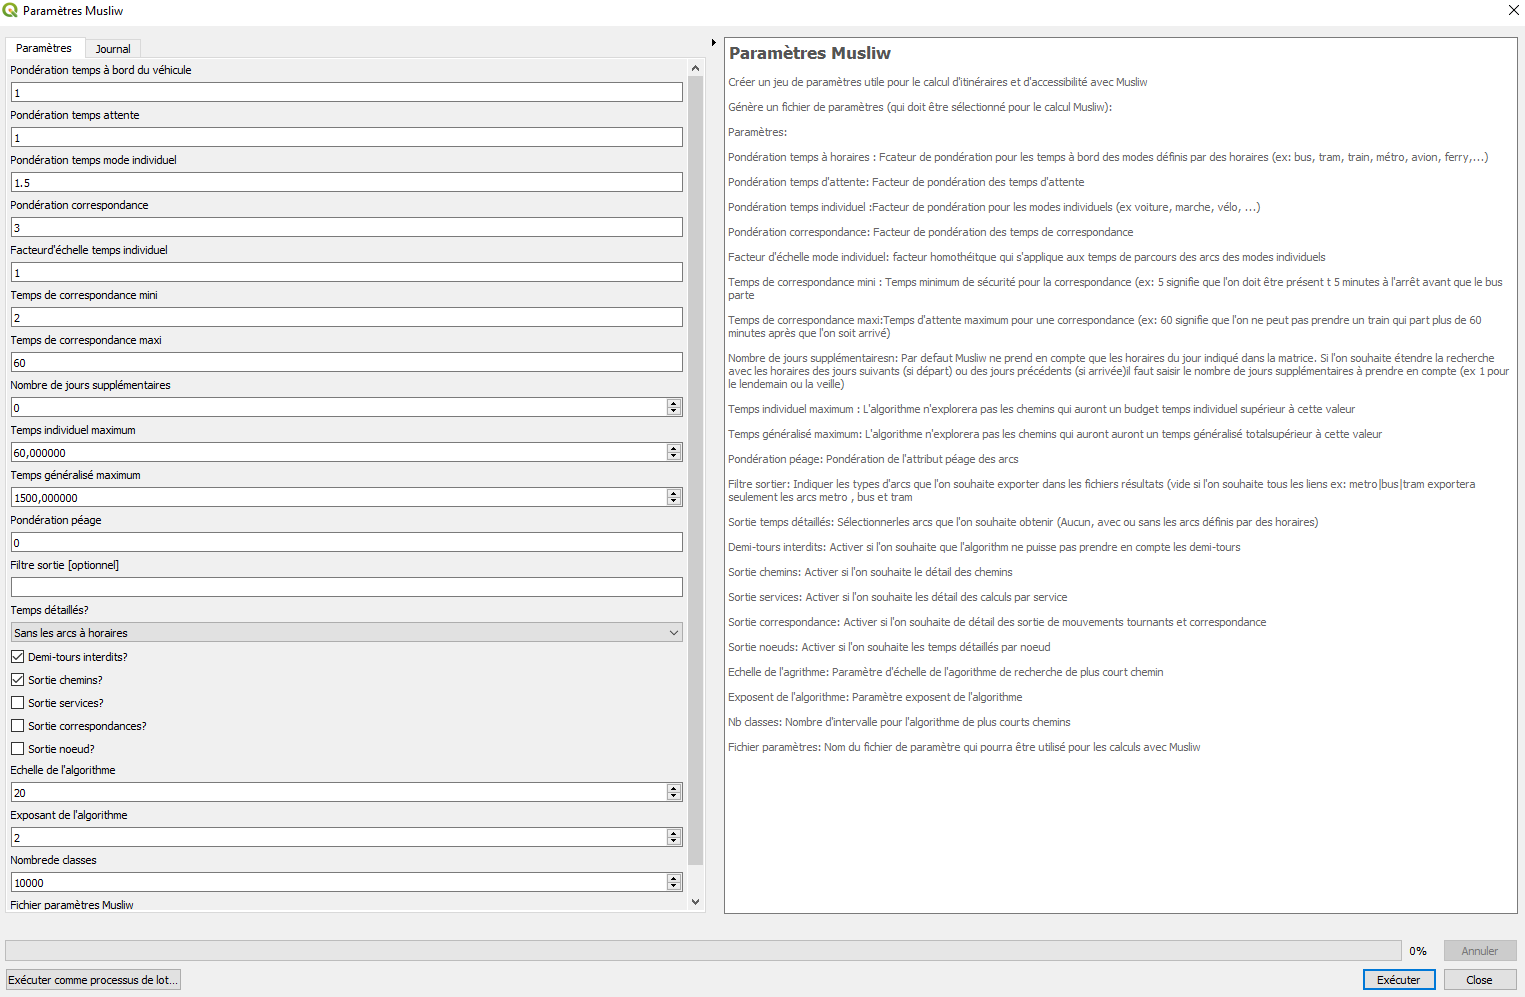 Paramètres Musliw
Paramètres
Journal
Pondération temps à bord du véhicule
1
Pondération temps attente
1
Pondération temps mode individuel
1.5
Pondération correspondance
3
Facteurd'échelle temps individuel
1
Temps de correspondance mini
2
Temps de correspondance maxi
60
Nombre de jours supplémentaires
0
Temps individuel maximum
60,000000
Temps généralisé maximum
1500,000000
Pondération péage
0
Filtre sortie [optionnel]
Temps détaillés?
Sans les arcs à horaires
Demi-tours interdits?
Sortie chemins?
Sortie services?
Sortie correspondances?
Sortie noeud?
Echelle de l'algorithme
20
Exposant de l'algorithme
2
Nombrede classes
10000
Fichier paramètres Musliw
Paramètres Musliw
Créer un jeu de paramètres utile pour le calcul d'itinéraires et d'accessibilité avec Musliw
Génère un fichier de paramètres (qui doit être sélectionné pour le calcul Musliw):
Paramètres:
Pondération temps à horaires : Fcateur de pondération pour les temps à bord des modes définis par des horaires (ex: bus, tram, train, métro, avion, ferry,...)
Pondération temps d'attente: Facteur de pondération des temps d'attente
Pondération temps individuel :Facteur de pondération pour les modes individuels (ex voiture, marche, vélo, ...)
Pondération correspondance: Facteur de pondération des temps de correspondance
Facteur d'échelle mode individuel: facteur homothéitque qui s'applique aux temps de parcours des arcs des modes individuels
Temps de correspondance mini : Temps minimum de sécurité pour la correspondance (ex: 5 signifie que l'on doit être présent t 5 minutes à l'arrêt avant que le bus
parte
Temps de correspondance maxi:Temps d'attente maximum pour une correspondance (ex: 60 signifie que l'on ne peut pas prendre un train qui part plus de 60
minutes après que l'on soit arrivé)
Nombre de jours supplémentairesn: Par defaut Musliw ne prend en compte que les horaires du jour indiqué dans la matrice. Si l'on souhaite étendre la recherche
avec les horaires des jours suivants (si départ) ou des jours précédents (si arrivée)il faut saisir le nombre de jours supplémentaires à prendre en compte (ex 1 pour
le lendemain ou la veille)
Temps individuel maximum : L'algorithme n'explorera pas les chemins qui auront un budget temps individuel supérieur à cette valeur
Temps généralisé maximum: L'algorithme n'explorera pas les chemins qui auront auront un temps généralisé totalsupérieur à cette valeur
Pondération péage: Pondération de l'attribut péage des arcs
Filtre sortier: Indiquer les types d'arcs que l'on souhaite exporter dans les fichiers résultats (vide si l'on souhaite tous les liens ex: metro|bus|tram exportera
seulement les arcs metro , bus et tram
Sortie temps détaillés: Sélectionnerles arcs que l'on souhaite obtenir (Aucun, avec ou sans les arcs définis par des horaires)
Demi-tours interdits: Activer si l'on souhaite que l'algorithm ne puisse pas prendre en compte les demi-tours
Sortie chemins: Activer si l'on souhaite le détail des chemins
Sortie services: Activer si l'on souhaite les détail des calculs par service
Sortie correspondance: Activer si l'on souhaite de détail des sortie de mouvements tournants et correspondance
Sortie noeuds: Activer si l'on souhaite les temps détaillés par noeud
Echelle de l'agrithme: Paramètre d'échelle de l'agorithme de recherche de plus court chemin
Exposent de l'algorithme: Paramètre exposent de l'algorithme
Nb classes: Nombre d'intervalle pour l'algorithme de plus courts chemins
Fichier paramètres: Nom du fichier de paramètre qui pourra être utilisé pour les calculs avec Musliw
0%
Annuler
Exécuter comme processus de lot...
Exécuter
Close